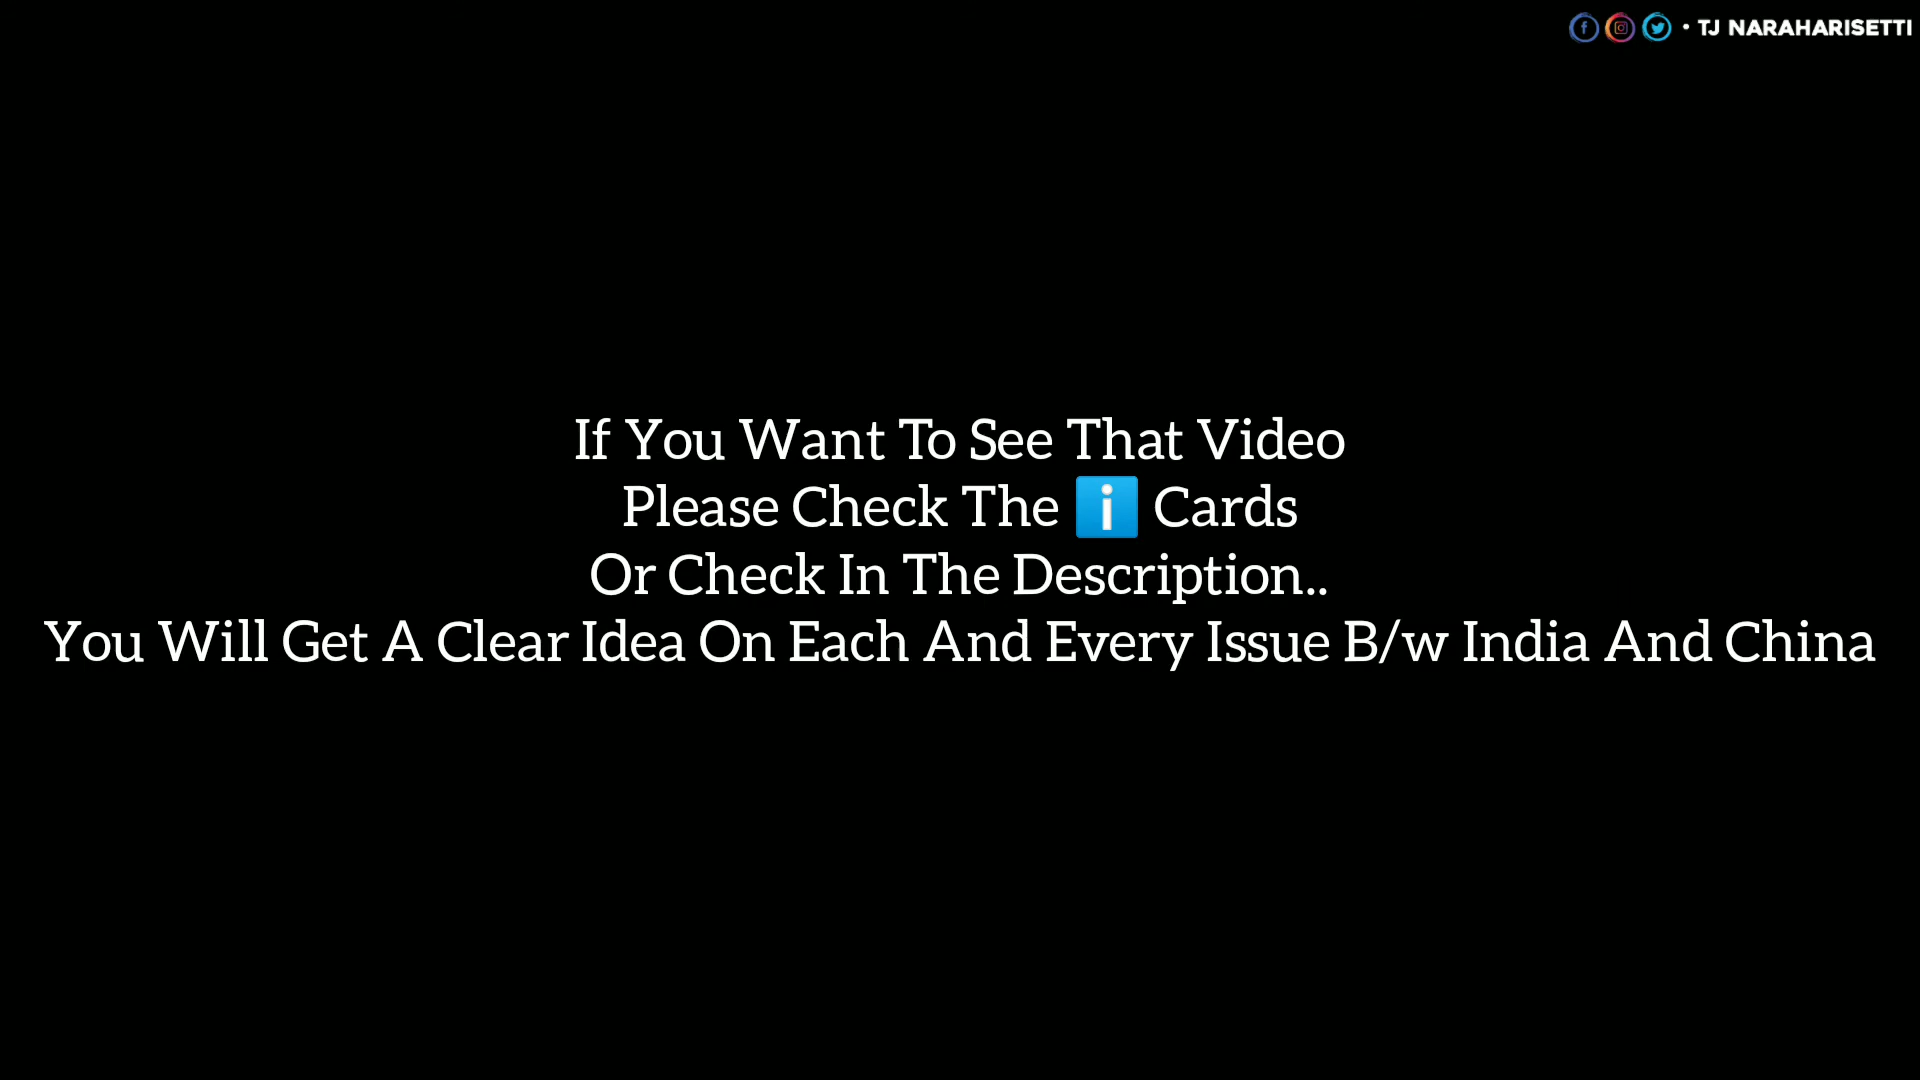 • TJ NARAHARISETTI
If You Want To See That Video
Please Check The ℹ️ Cards
Or Check In The Description..
You Will Get A Clear Idea On Each And Every Issue B/w India And China